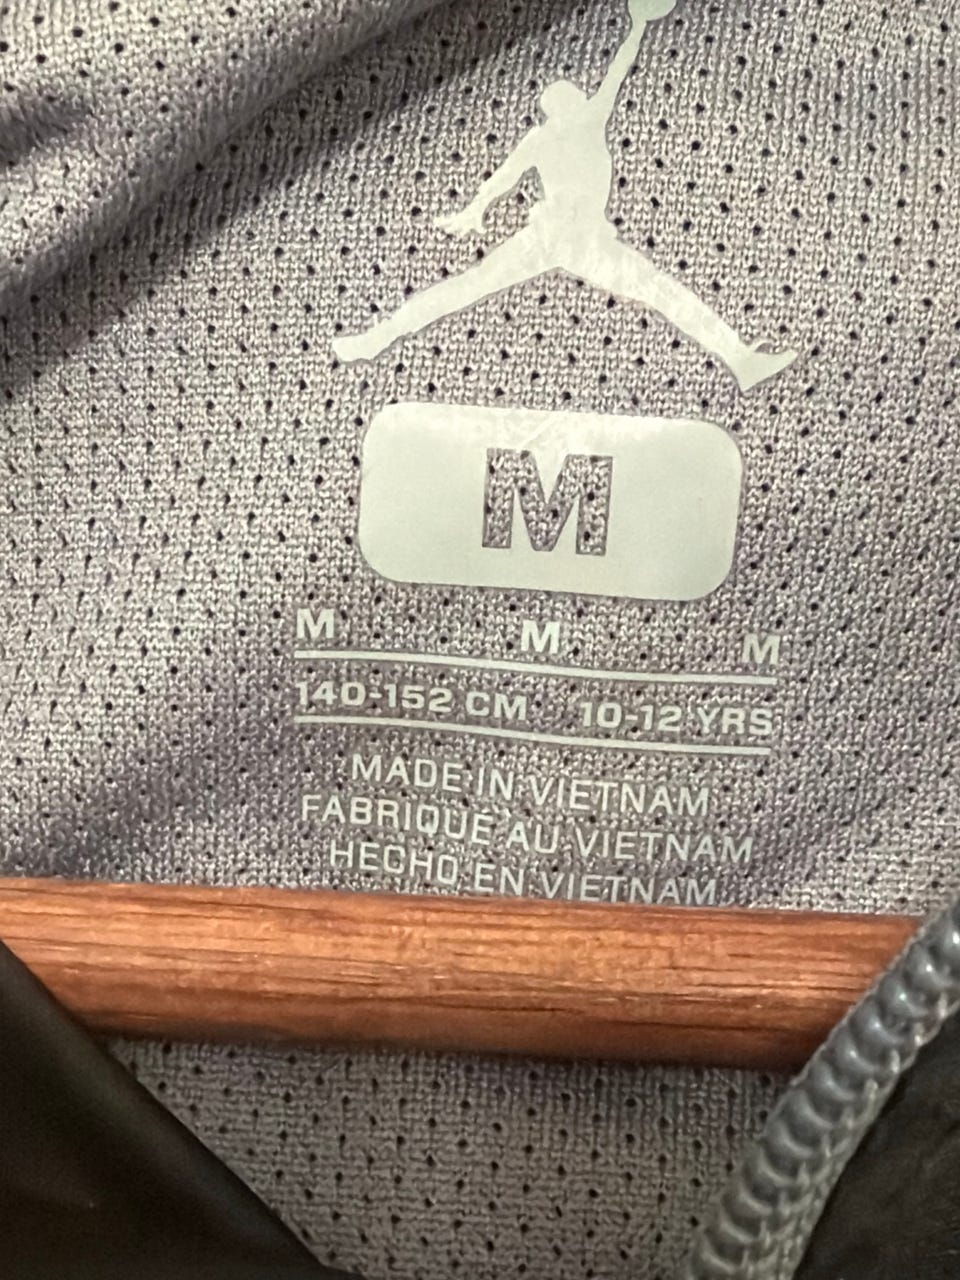 M
M M M
140-152 CM 10-12 YRS
MADE IN VIETNAM
FABRIQUÉ AU VIETNAM
HECHO EN VIETNAM